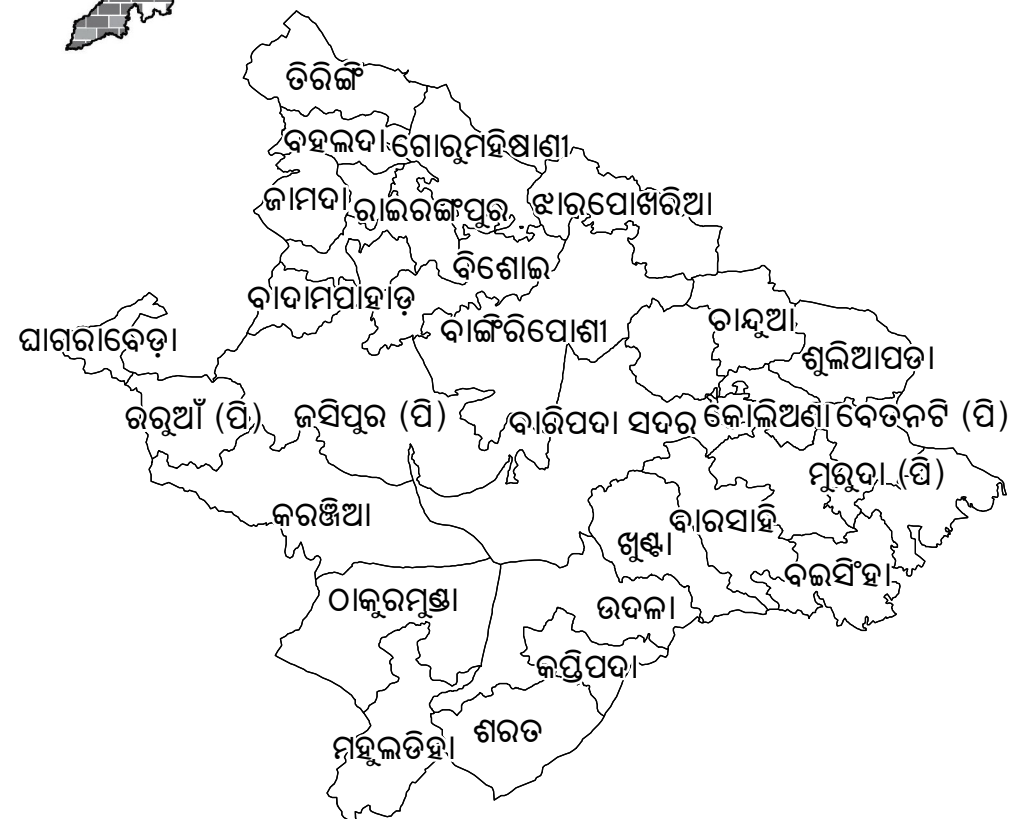 ତିରିଙ୍ଗି
ବହଲଦା
ଗୋରୁମହିଷାଣୀ
ଜାମଦା
ରାଇରଙ୍ଗପୁର
ଝାରପୋଖରିଆ
ବିଶୋଇ
ବାଦାମପାହାଡ଼
ଘାଗରାବେଡ଼ା
ବାଙ୍ଗିରିପୋଶୀ
ଚାନ୍ଦୁଆ
ଶୁଲିଆପଡା
ରରୁଆଁ (ପି)
ଜସିପୁର (ପି)
ବାରିପଦା ସଦର
କୋଲିଅଣା
ବେତନଟି (ପି)
ମୁରୁଦା (ପି)
କରଞ୍ଜିଆ
ବାରସାହି
ଖୁଣ୍ଟା
ବଇସିଂହା
ଠାକୁରମୁଣ୍ଡା
ଉଦଳା
କପ୍ତିପଦା
ଶରତ
ମହୁଲଡିହା